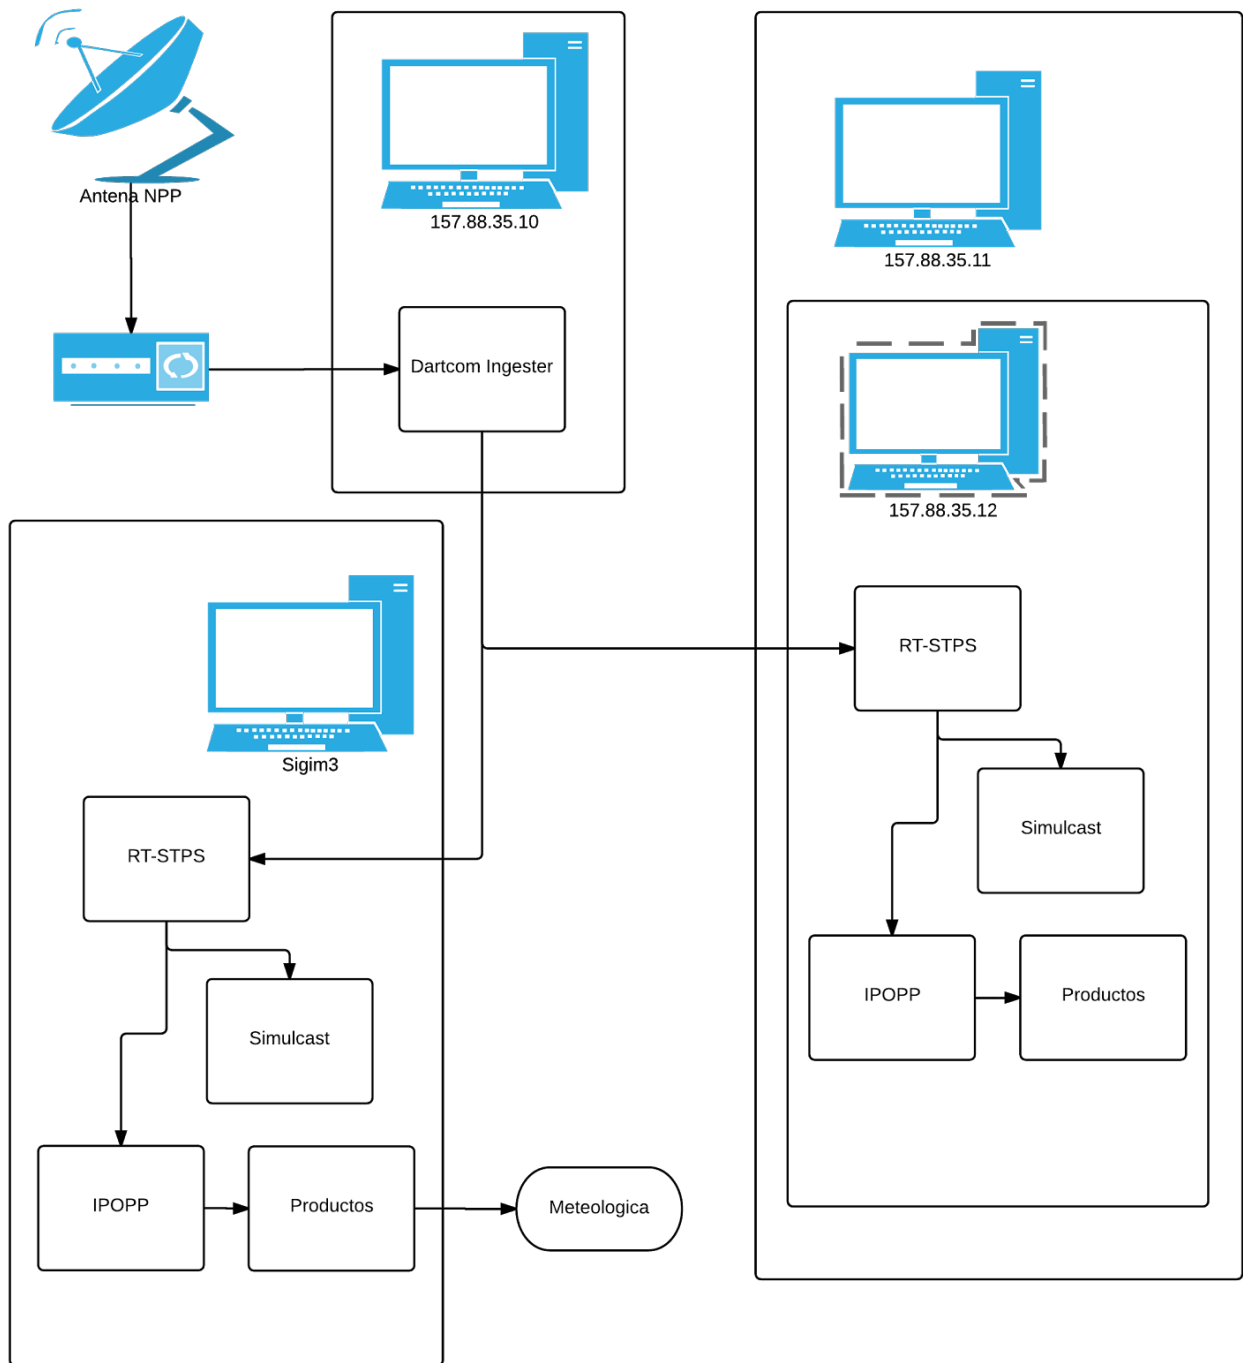 Antena NPP
157.88.35.10
157.88.35.11
Dartcom Ingester
157.88.35.12
RT-STPS
Sigim3
Simulcast
RT-STPS
IPOPP
Productos
Simulcast
IPOPP
Productos
Meteologica